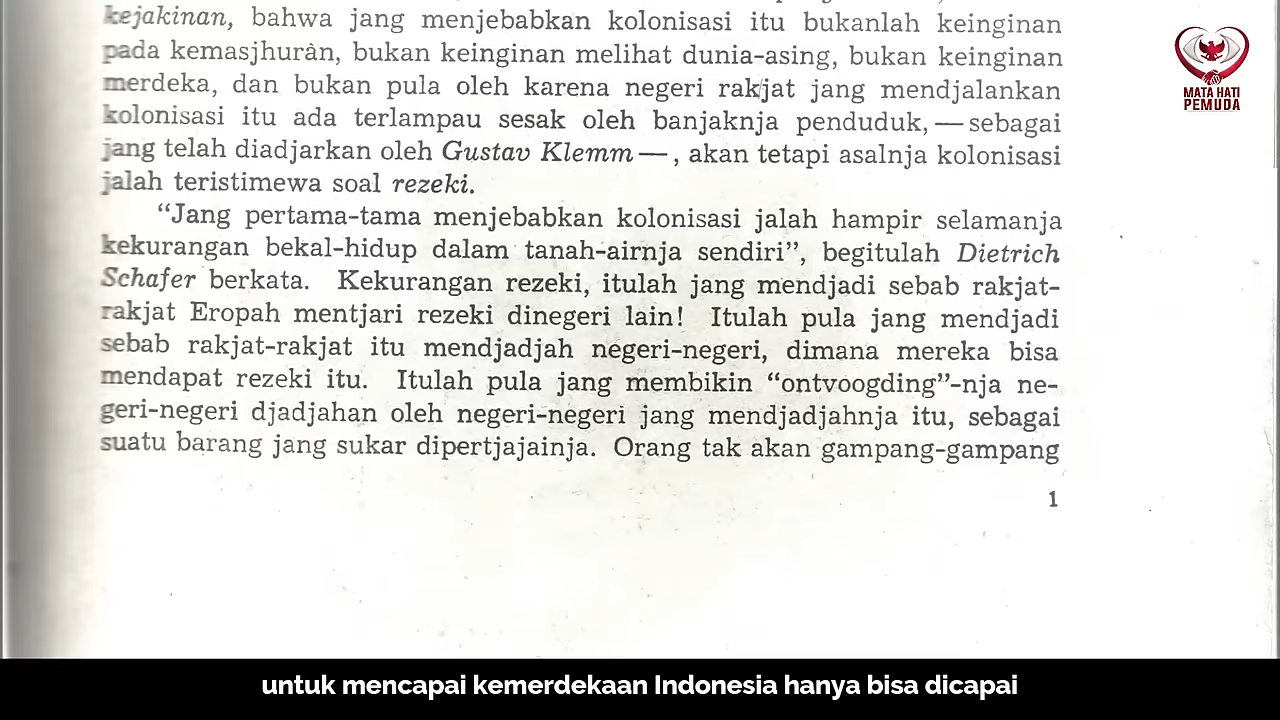 kejakinan, bahwa jang menjebabkan kolonisasi itu bukanlah keinginan
pada kemasjhuràn, bukan keinginan melihat dunia-asing, bukan keinginan
merdeka, dan bukan pula oleh karena negeri rakjat jang mendjalankan
kolonisasi itu ada terlampau sesak oleh banjaknja penduduk, — sebagai
jang telah diadjarkan oleh Gustav Klemm — , akan tetapi asalnja kolonisasi
jalah teristimewa soal rezeki.
“Jang pertama-tama menjebabkan kolonisasi jalah hampir selamanja
kekurangan bekal-hidup dalam tanah-airnja sendiri”, begitulah Dietrich
Schafer berkata. Kekurangan rezeki, itulah jang mendjadi sebab rakjat-
rakjat Eropah mentjari rezeki dinegeri lain! Itulah pula jang mendjadi
sebab rakjat-rakjat itu mendjadjah negeri-negeri, dimana mereka bisa
mendapat rezeki itu. Itulah pula jang membikin “ontvoogding”-nja ne-
geri-negeri djadjahan oleh negeri-negeri jang mendjadjahnja itu, sebagai
suatu barang jang sukar dipertjajainja. Orang tak akan gampang-gampang
1
MATA HATI
PEMUDA
untuk mencapai kemerdekaan Indonesia hanya bisa dicapai